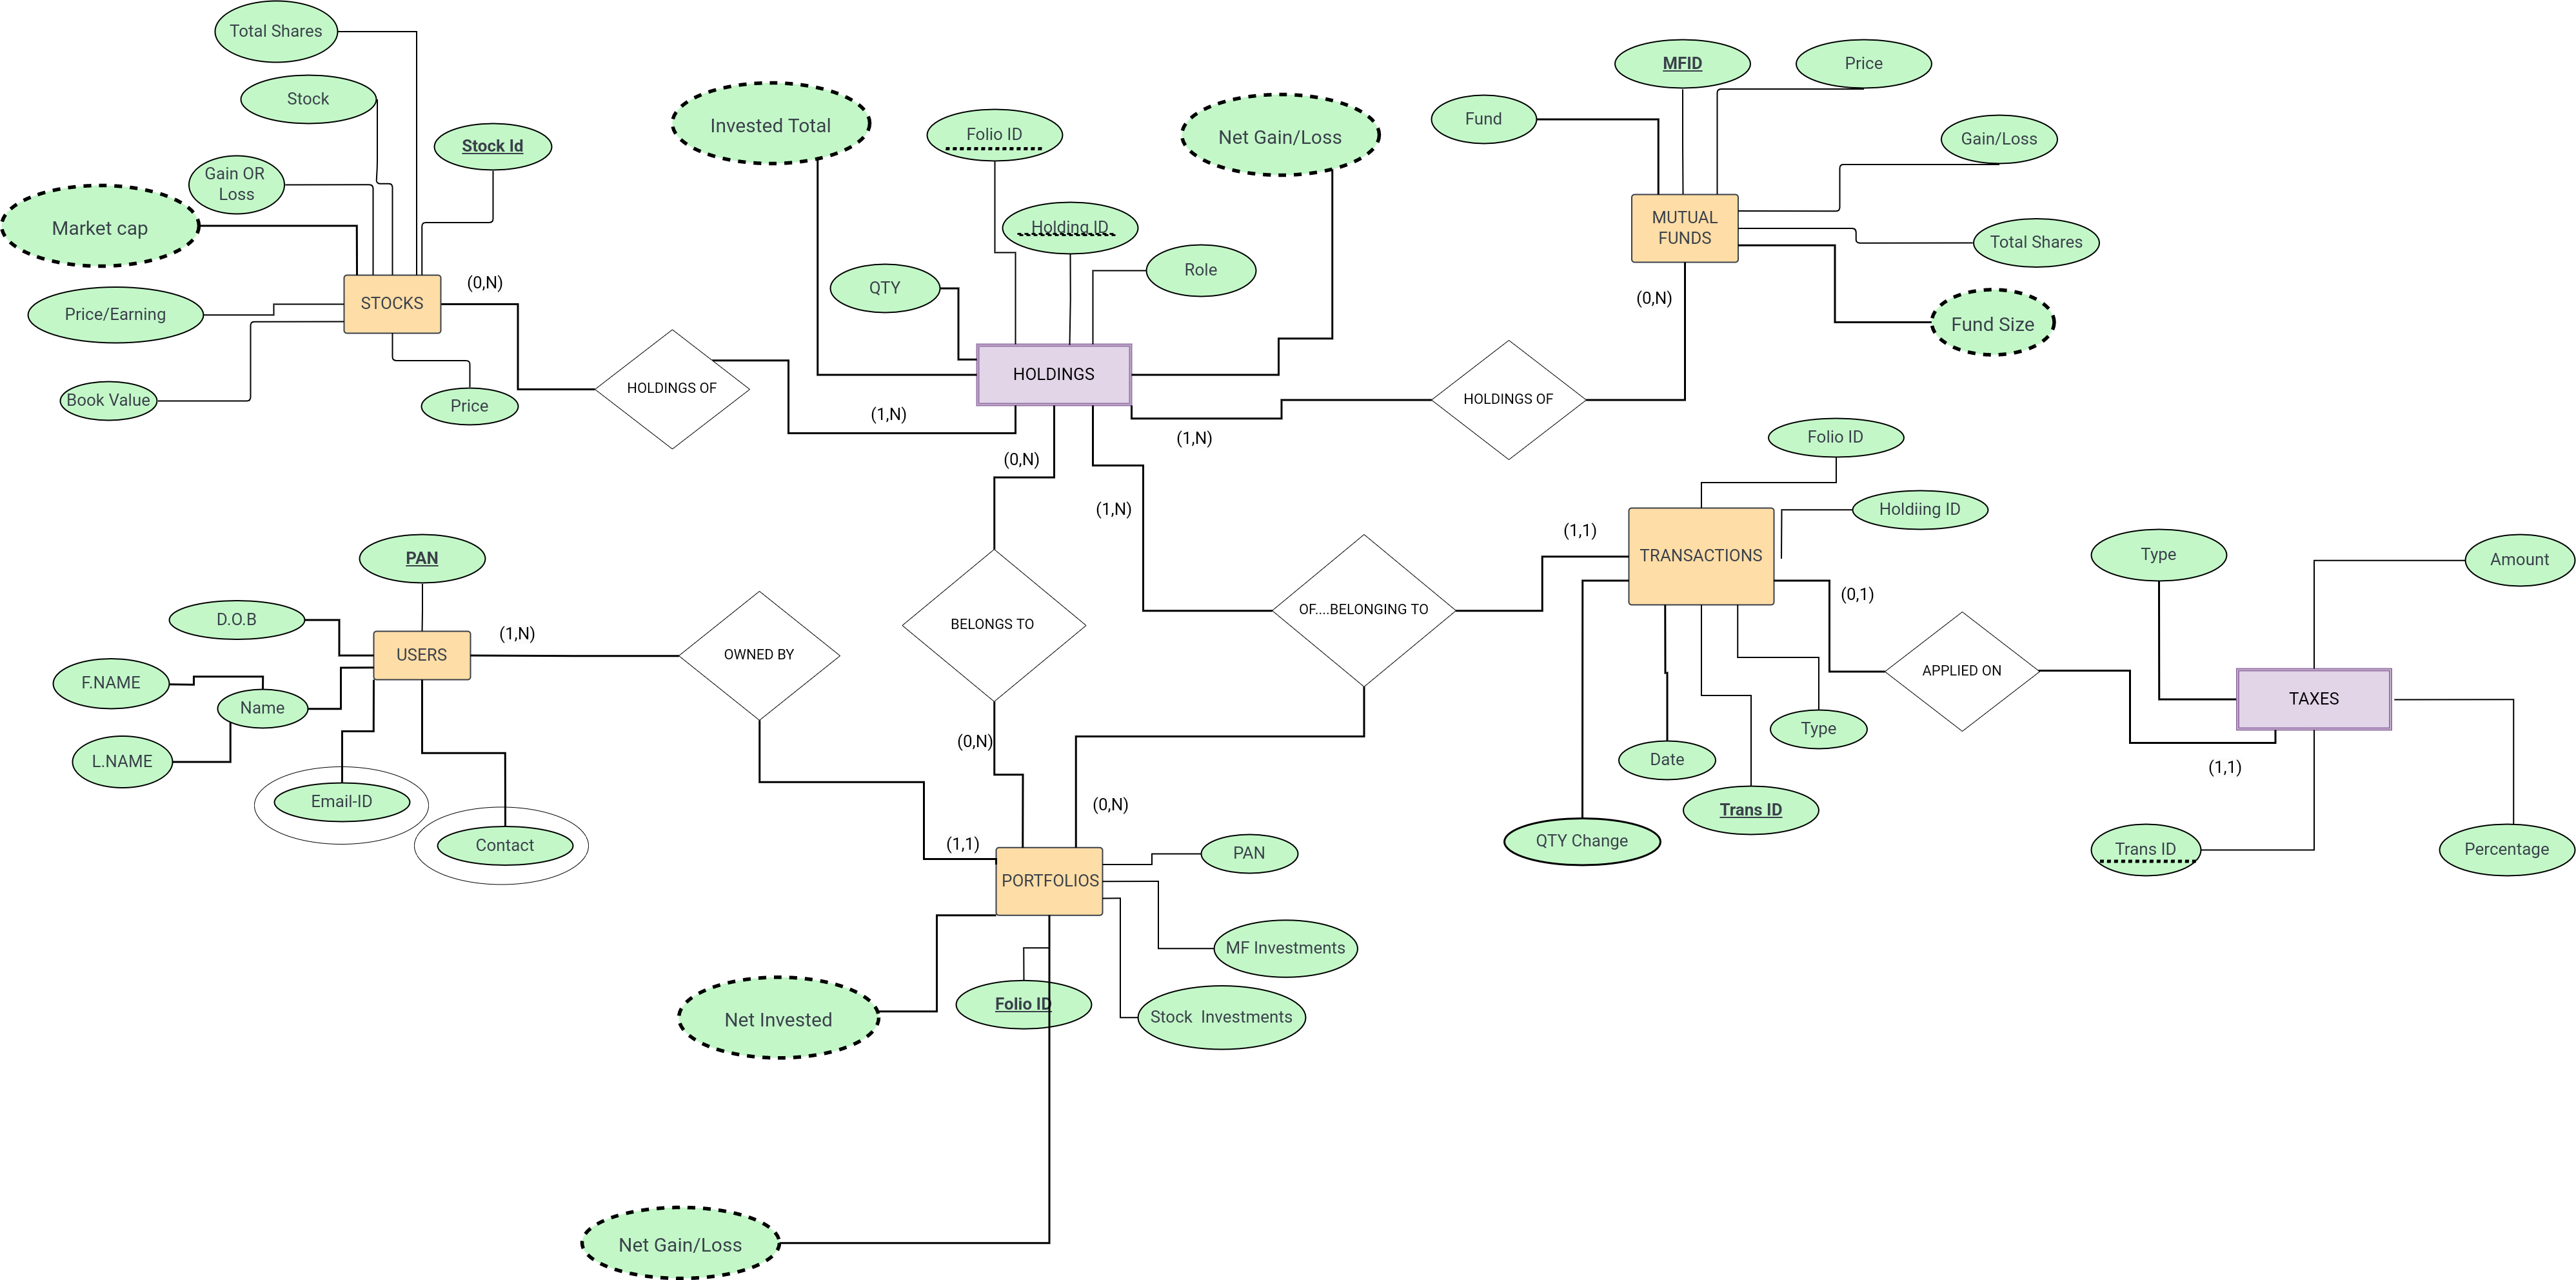 Total Shares
Stock
Stock Id
Gain OR
Loss
Market cap
Price/Earning
Book Value
STOCKS
Price
(0,N)
HOLDINGS OF
(1,N)
Invested Total
Folio ID
Net Gain/Loss
Holding ID
QTY
Role
HOLDINGS
(0,N)
(1,N)
(1,N)
HOLDINGS OF
(0,N)
MFID
Price
Fund
Gain/Loss
MUTUAL
FUNDS
Total Shares
Fund Size
Folio ID
Holdiing ID
TRANSACTIONS
(1,1)
(0,1)
OF....BELONGING TO
BELONGS TO
(0,N)
(0,N)
PAN
D.O.B
USERS
(1,N)
F.NAME
Name
L.NAME
Email-ID
Contact
OWNED BY
(1,1)
PORTFOLIOS
PAN
MF Investments
Stock  Investments
Folio ID
Net Invested
Net Gain/Loss
Type
Date
Trans ID
QTY Change
APPLIED ON
(1,1)
Type
Amount
TAXES
Trans ID
Percentage